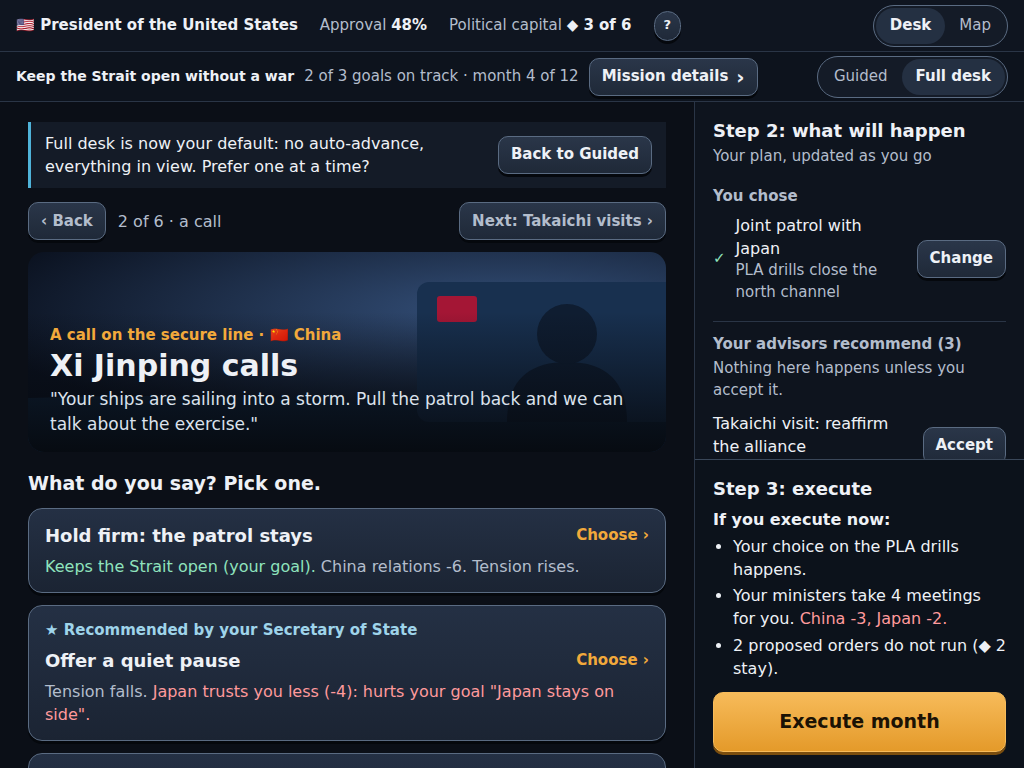 🇺🇸 President of the United States Approval 48% Political capital ◆ 3 of 6 ? Desk Map
Keep the Strait open without a war 2 of 3 goals on track · month 4 of 12 Mission details › Guided Full desk
Full desk is now your default: no auto-advance,
everything in view. Prefer one at a time?
Back to Guided
‹ Back 2 of 6 · a call Next: Takaichi visits ›
A call on the secure line · 🇨🇳 China
Xi Jinping calls
"Your ships are sailing into a storm. Pull the patrol back and we can
talk about the exercise."
What do you say? Pick one.
Hold firm: the patrol stays Choose ›
Keeps the Strait open (your goal). China relations -6. Tension rises.
★ Recommended by your Secretary of State
Offer a quiet pause Choose ›
Tension falls. Japan trusts you less (-4): hurts your goal "Japan stays on
side".
Step 2: what will happen
Your plan, updated as you go
You chose
✓ Joint patrol with
Japan
PLA drills close the
north channel
Change
Your advisors recommend (3)
Nothing here happens unless you
accept it.
Takaichi visit: reaffirm
the alliance
Accept
Step 3: execute
If you execute now:
• Your choice on the PLA drills
happens.
• Your ministers take 4 meetings
for you. China -3, Japan -2.
• 2 proposed orders do not run (◆ 2
stay).
Execute month